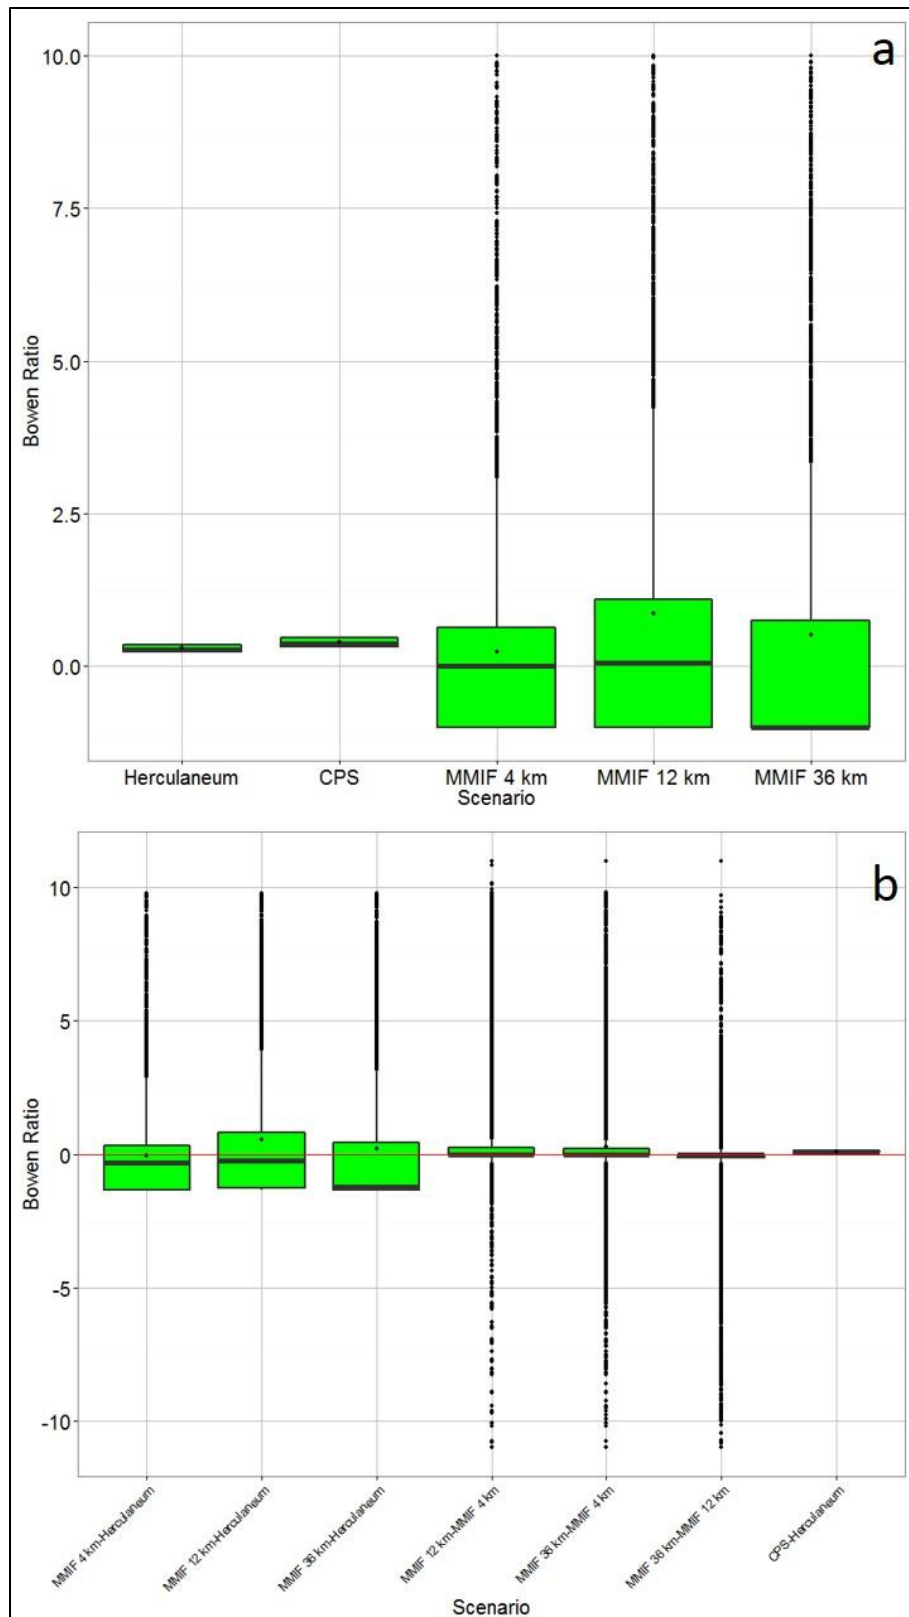 a
10.0
7.5
5.0
2.5
0.0
Bowen Ratio
Herculaneum CPS MMIF 4 km MMIF 12 km MMIF 36 km
Scenario
b
10
5
0
-5
-10
Bowen Ratio
MMIF 4 km-Herculaneum
MMIF 12 km-Herculaneum
MMIF 36 km-Herculaneum
MMIF 12 km-MMIF 4 km
MMIF 36 km-MMIF 4 km
MMIF 36 km-MMIF 12 km
CPS-Herculaneum
Scenario